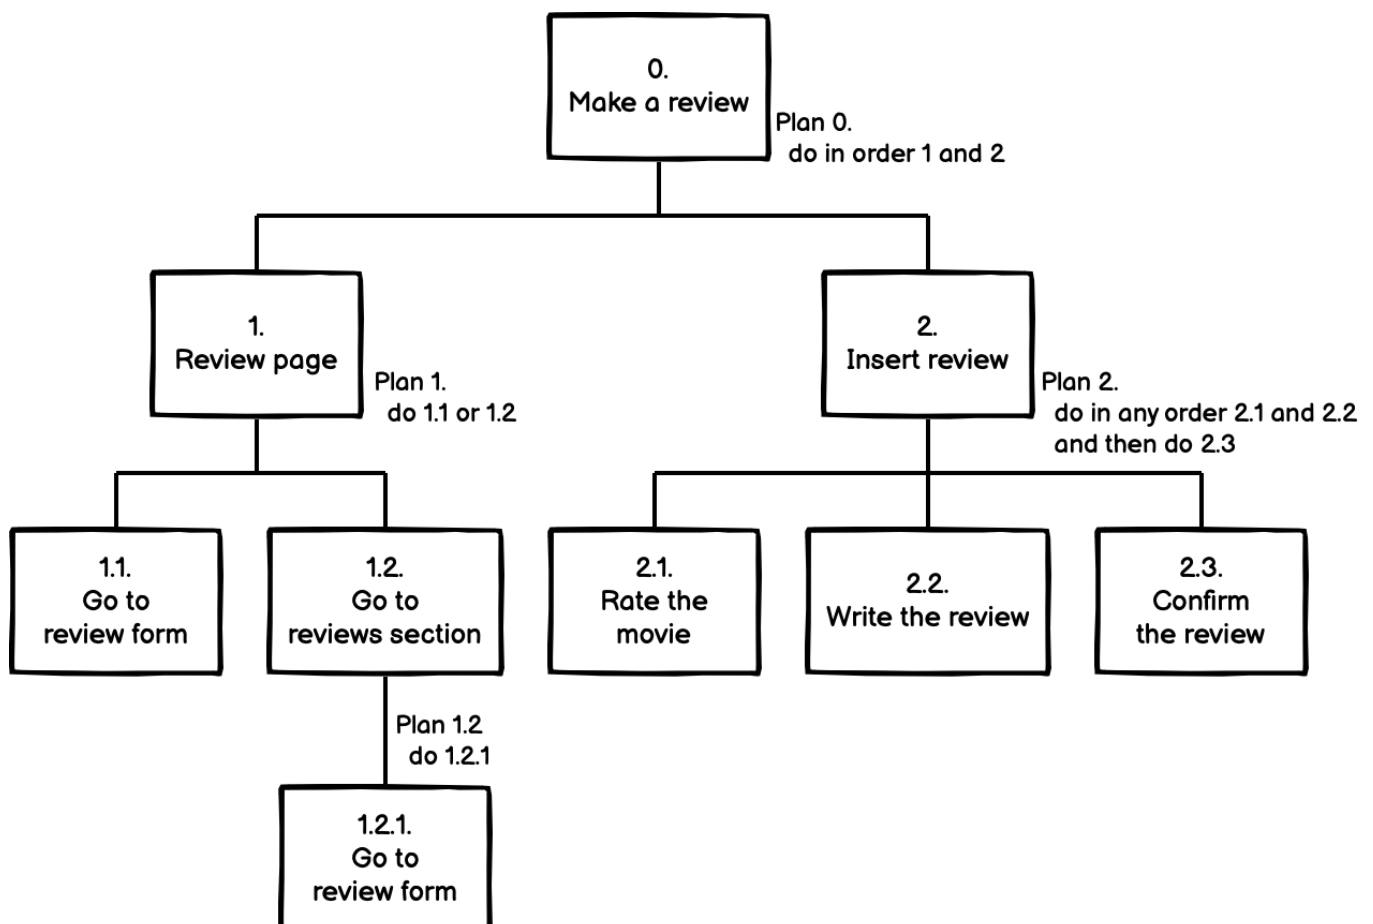 0.
Make a review
Plan 0.
do in order 1 and 2
1.
Review page
Plan 1.
do 1.1 or 1.2
2.
Insert review
Plan 2.
do in any order 2.1 and 2.2
and then do 2.3
1.1.
Go to
review form
1.2.
Go to
reviews section
2.1.
Rate the
movie
2.2.
Write the review
2.3.
Confirm
the review
Plan 1.2
do 1.2.1
1.2.1.
Go to
review form